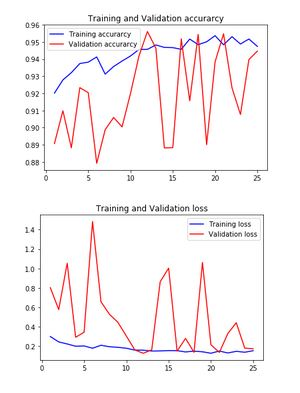 Training and Validation accurarcy
0.96
0.95
0.94
0.93
0.92
0.91
0.90
0.89
0.88
Training accurarcy
Validation accurarcy
0 5 10 15 20 25
Training and Validation loss
1.4
1.2
1.0
0.8
0.6
0.4
0.2
Training loss
Validation loss
0 5 10 15 20 25